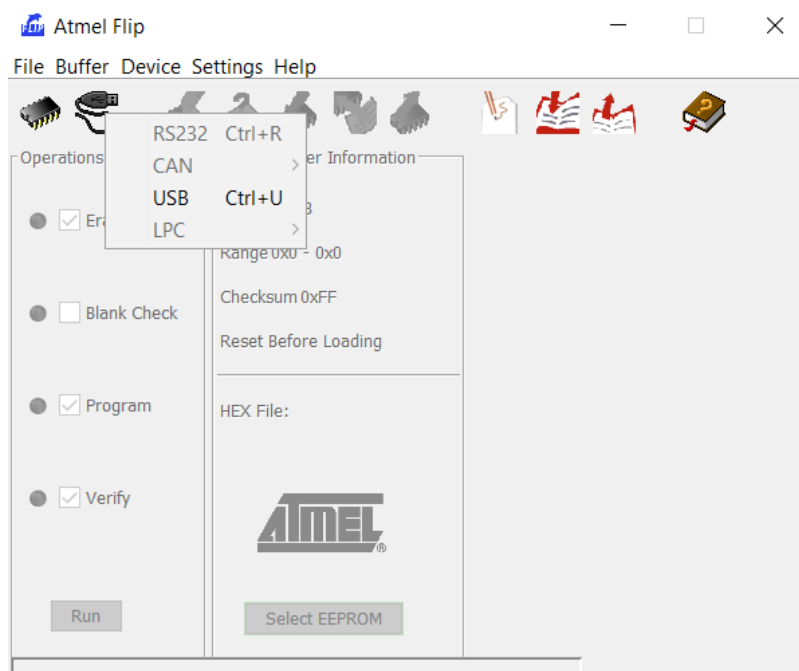 Atmel Flip
File Buffer Device Settings Help
RS232 Ctrl+R
CAN
USB Ctrl+U
LPC
Operations
er Information
Range 0x0 - 0x0
Blank Check
Checksum 0xFF
Reset Before Loading
Program
HEX File:
Verify
ATMEL®
Run
Select EEPROM